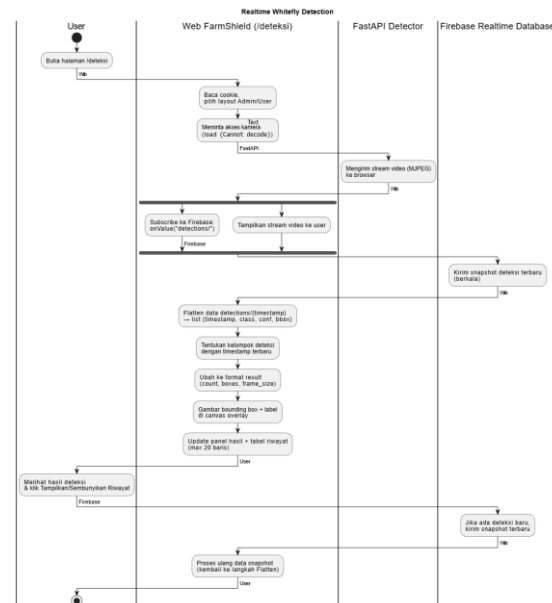 Realtime Whitefly Detection
User
Web FarmShield (/deteksi)
FastAPI Detector
Firebase Realtime Database
Buka halaman /deteksi
Web
Baca cookie,
pilih layout Admin/User
Text
Meminta akses kamera
(load (Cannot decode))
FastAPI
Mengirim stream video (MJPEG)
ke browser
Web
Subscribe ke Firebase:
onValue("detections/")
Tampilkan stream video ke user
Firebase
Kirim snapshot deteksi terbaru
(berkala)
Web
Flatten data detections/{timestamp}
→ list (timestamp, class, conf, bbox)
Tentukan kelompok deteksi
dengan timestamp terbaru
Ubah ke format result
(count, boxes, frame_size)
Gambar bounding box + label
di canvas overlay
Update panel hasil + tabel riwayat
(max 20 baris)
User
Melihat hasil deteksi
& klik Tampilkan/Sembunyikan Riwayat
Firebase
Jika ada deteksi baru,
kirim snapshot terbaru
Web
Proses ulang data snapshot
(kembali ke langkah Flatten)
User